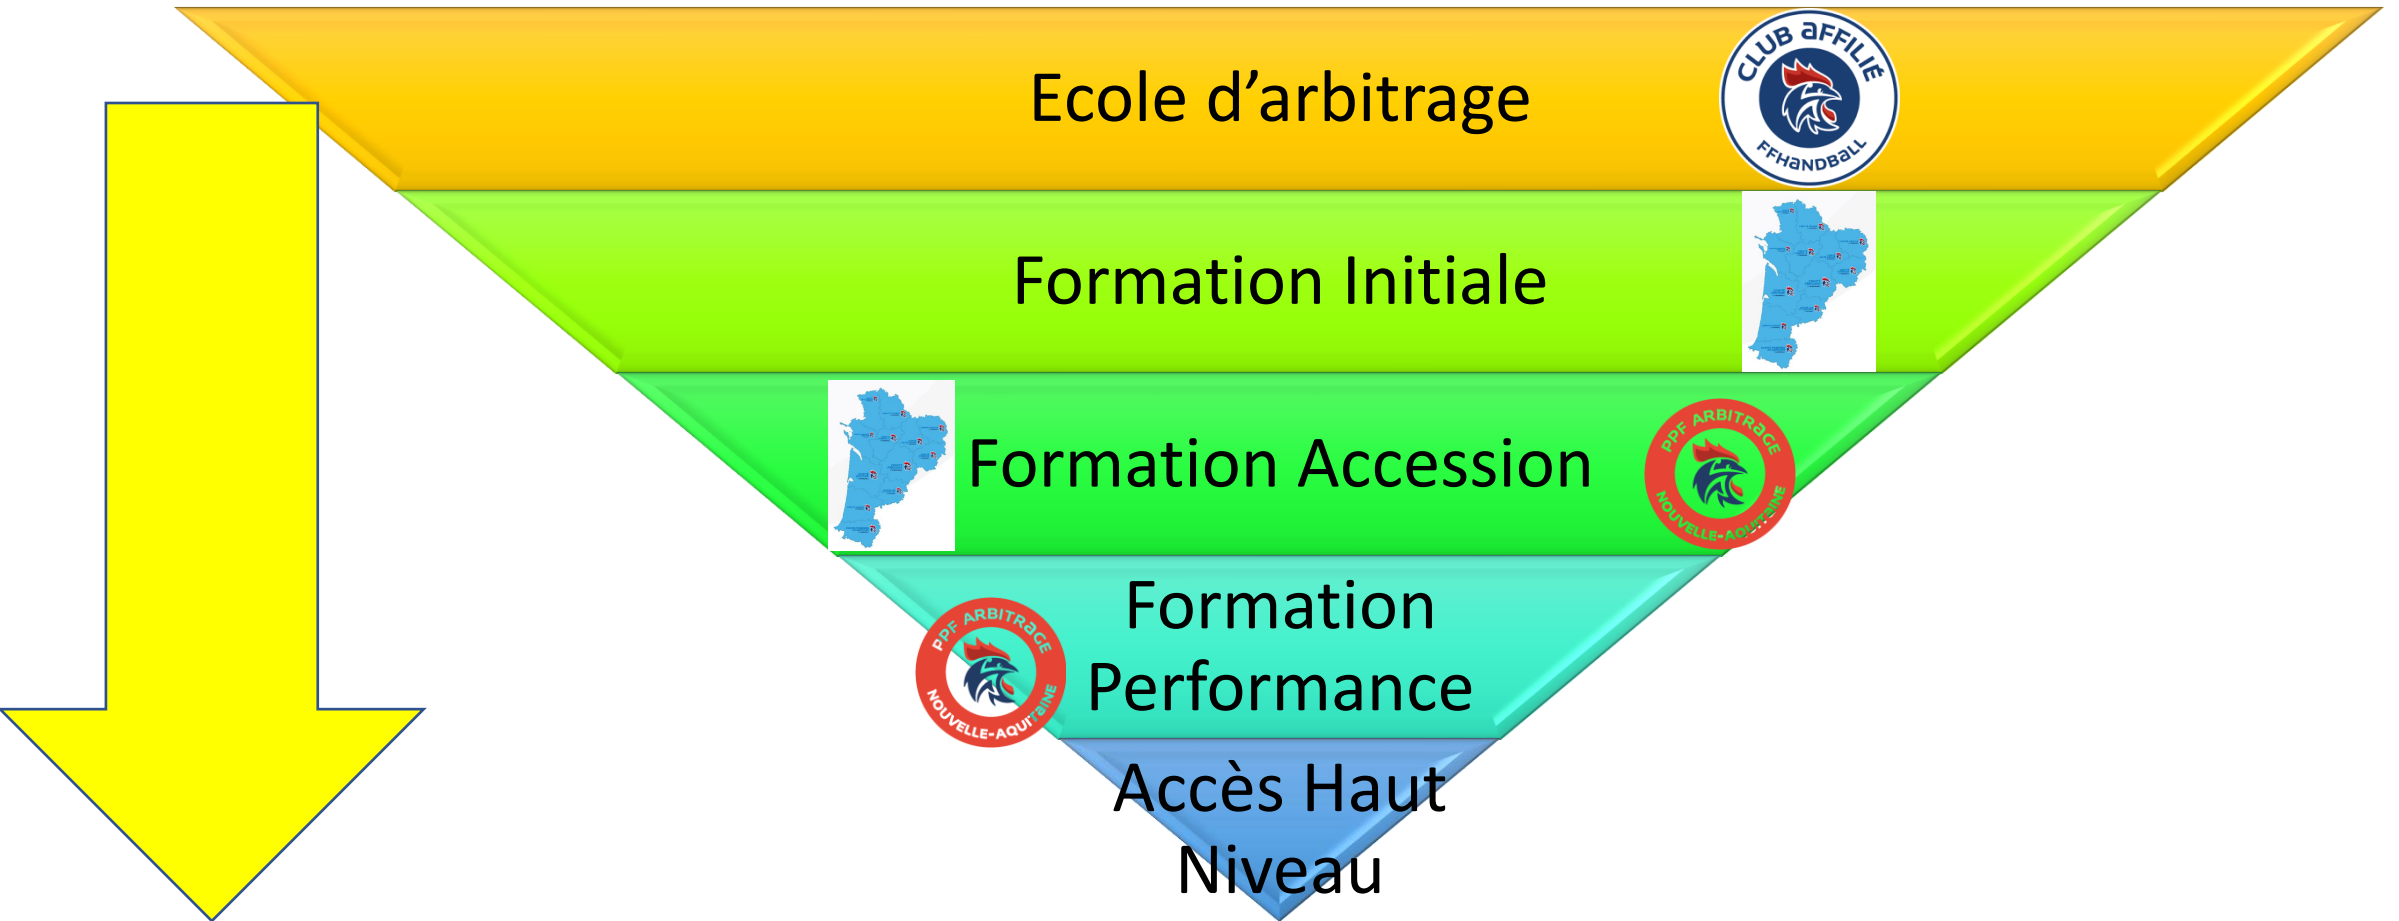 Ecole d’arbitrage
CLUB aFFILIÉ
FFHaNDBaLL
Formation Initiale
Formation Accession
PPF ARBITRaGE
NOUVELLE-AQUITaINE
Formation
Performance
PPF ARBITRaGE
NOUVELLE-AQUITaINE
Accès Haut
Niveau